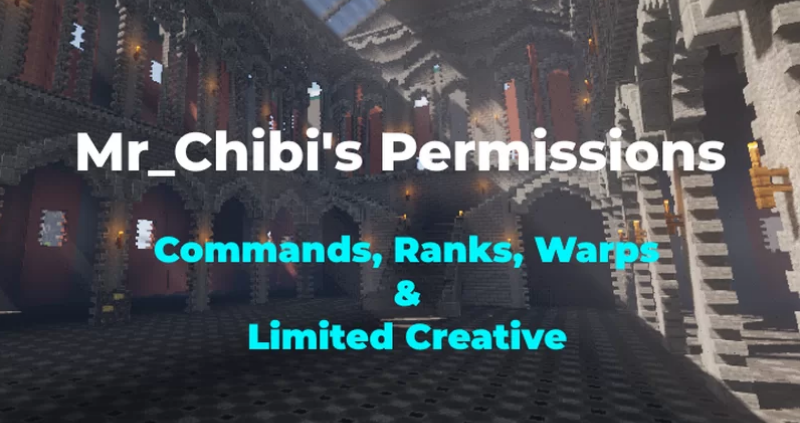 Mr_Chibi's Permissions
Commands, Ranks, Warps
&
Limited Creative